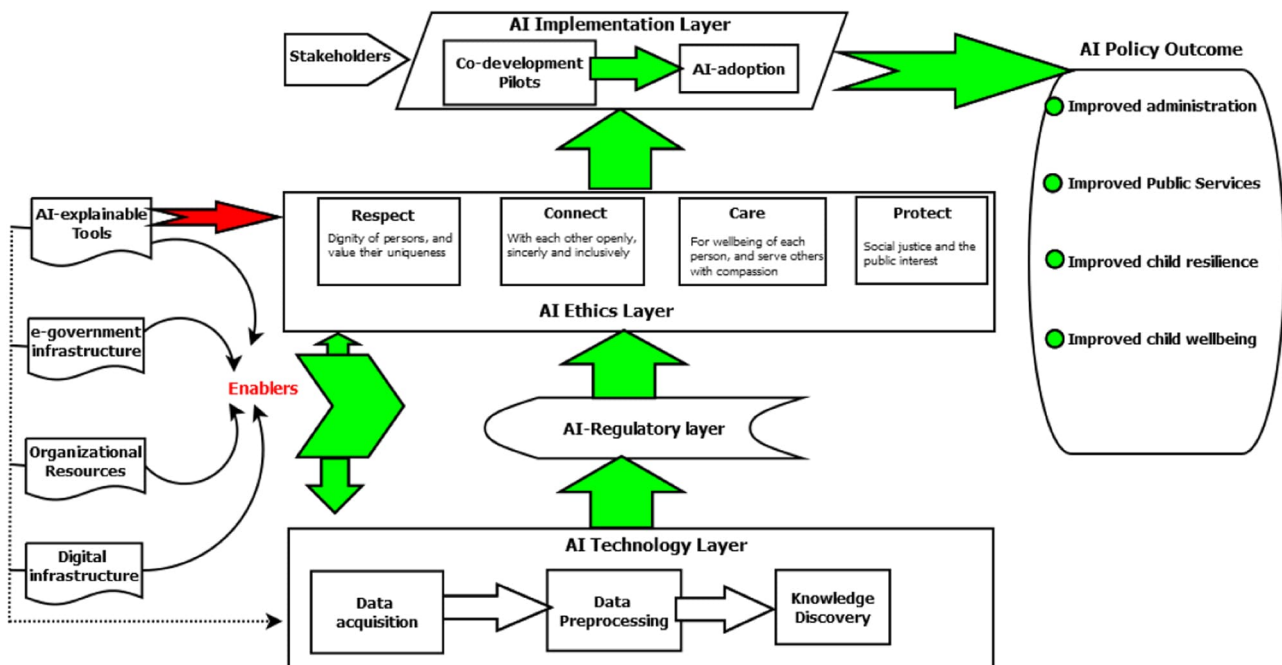 AI Implementation Layer
Stakeholders
Co-development
Pilots
AI-adoption
AI Policy Outcome
Improved administration
Improved Public Services
Improved child resilience
Improved child wellbeing
AI-explainable
Tools
e-government
infrastructure
Organizational
Resources
Digital
infrastructure
Enablers
Respect
Dignity of persons, and
value their uniqueness
Connect
With each other openly,
sincerly and inclusively
Care
For wellbeing of each
person, and serve others
with compassion
Protect
Social justice and the
public interest
AI Ethics Layer
AI-Regulatory layer
AI Technology Layer
Data
acquisition
Data
Preprocessing
Knowledge
Discovery